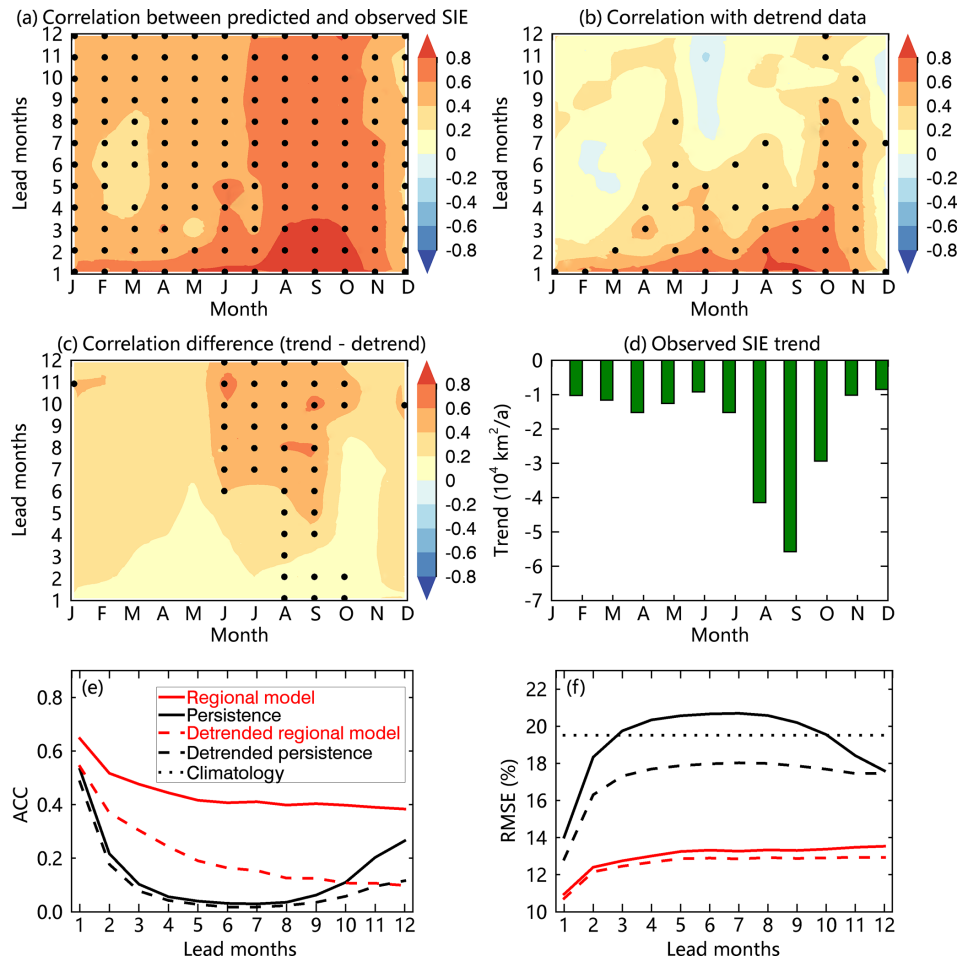 (a) Correlation between predicted and observed SIE
12
11
10
9
8
7
6
5
4
3
2
1
Lead months
J F M A M J J A S O N D
Month
0.8
0.6
0.4
0.2
0
-0.2
-0.4
-0.6
-0.8
(b) Correlation with detrend data
12
11
10
9
8
7
6
5
4
3
2
1
Lead months
J F M A M J J A S O N D
Month
0.8
0.6
0.4
0.2
0
-0.2
-0.4
-0.6
-0.8
(c) Correlation difference (trend - detrend)
12
11
10
9
8
7
6
5
4
3
2
1
Lead months
J F M A M J J A S O N D
Month
0.8
0.6
0.4
0.2
0
-0.2
-0.4
-0.6
-0.8
(d) Observed SIE trend
0
-1
-2
-3
-4
-5
-6
-7
Trend (10⁴ km²/a)
J F M A M J J A S O N D
Month
(e)
0.8
0.6
0.4
0.2
0.0
ACC
Regional model
Persistence
Detrended regional model
Detrended persistence
Climatology
1 2 3 4 5 6 7 8 9 10 11 12
Lead months
(f)
22
20
18
16
14
12
10
RMSE (%)
1 2 3 4 5 6 7 8 9 10 11 12
Lead months